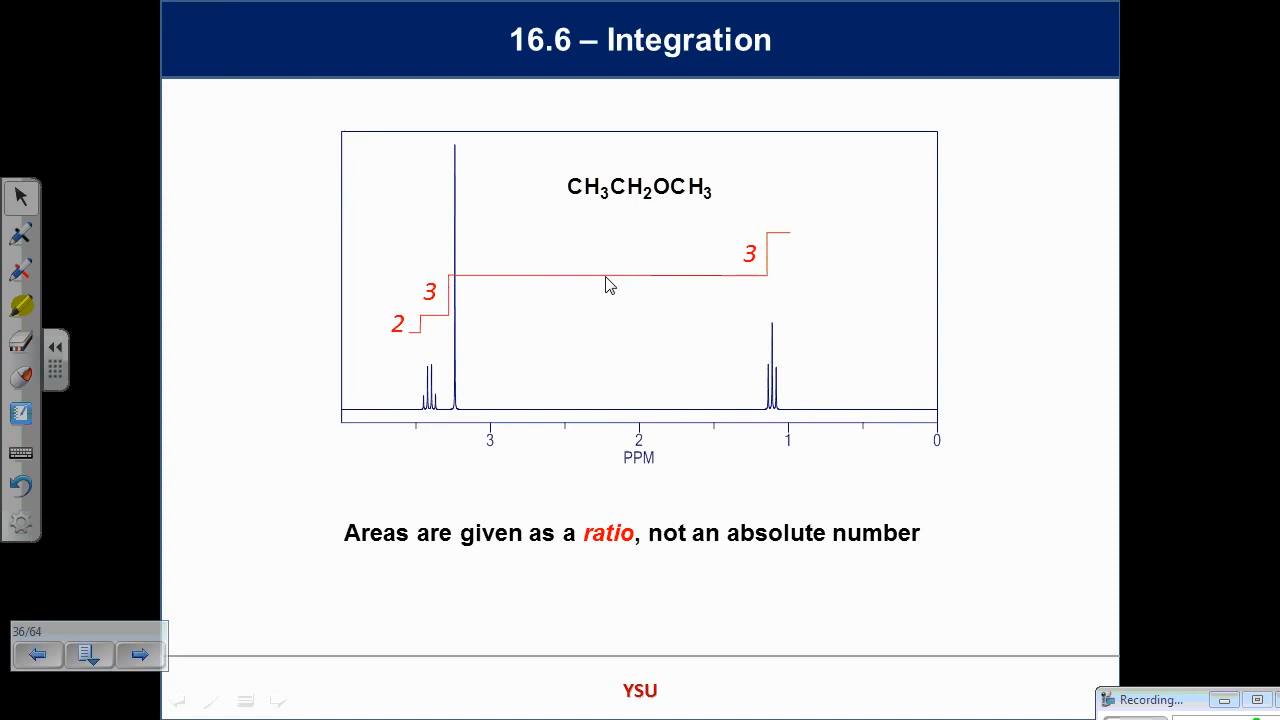 16.6 – Integration
CH₃CH₂OCH₃
3
3
2
3 2 1 0
PPM
Areas are given as a ratio, not an absolute number
36/64
YSU
Recording...